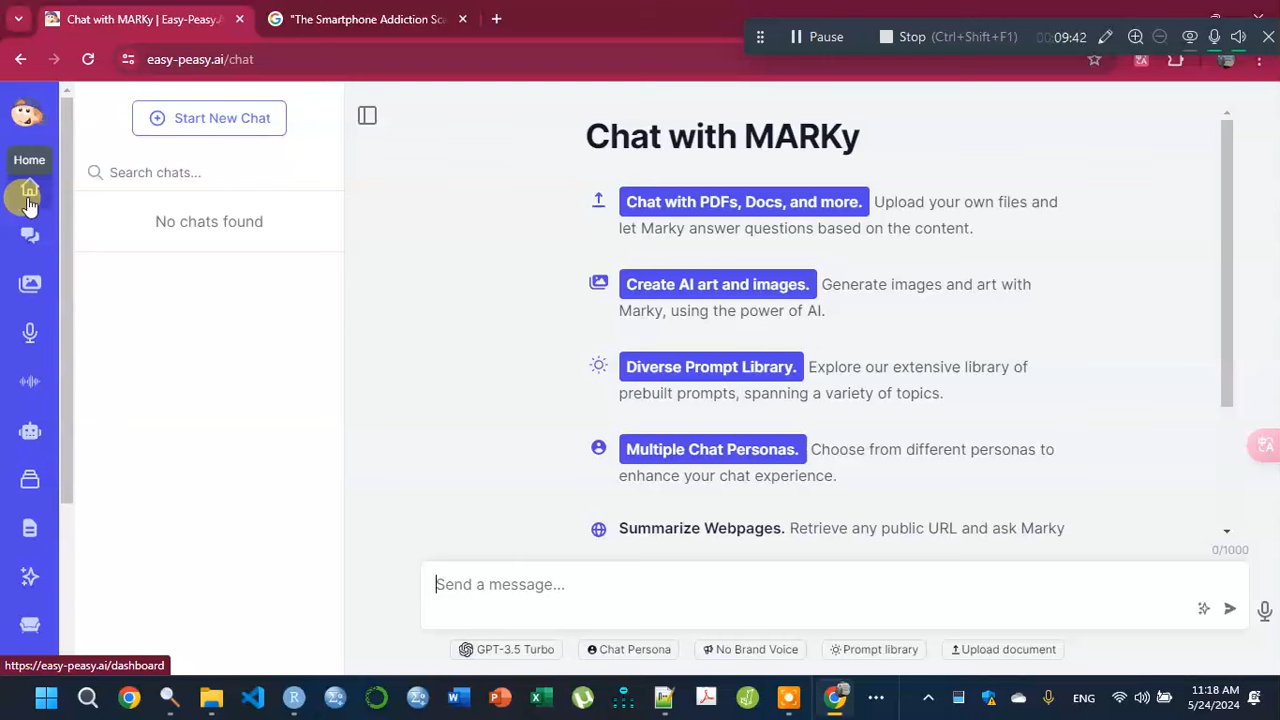 Chat with MARKy | Easy-Peasy.A
"The Smartphone Addiction Sca
Pause
Stop (Ctrl+Shift+F1)
00:09:42
easy-peasy.ai/chat
Start New Chat
Home
Search chats...
No chats found
Chat with MARKy
Chat with PDFs, Docs, and more. Upload your own files and
let Marky answer questions based on the content.
Create AI art and images. Generate images and art with
Marky, using the power of AI.
Diverse Prompt Library. Explore our extensive library of
prebuilt prompts, spanning a variety of topics.
Multiple Chat Personas. Choose from different personas to
enhance your chat experience.
Summarize Webpages. Retrieve any public URL and ask Marky
0/1000
Send a message...
GPT-3.5 Turbo
Chat Persona
No Brand Voice
Prompt library
Upload document
https://easy-peasy.ai/dashboard
ENG
11:18 AM
5/24/2024